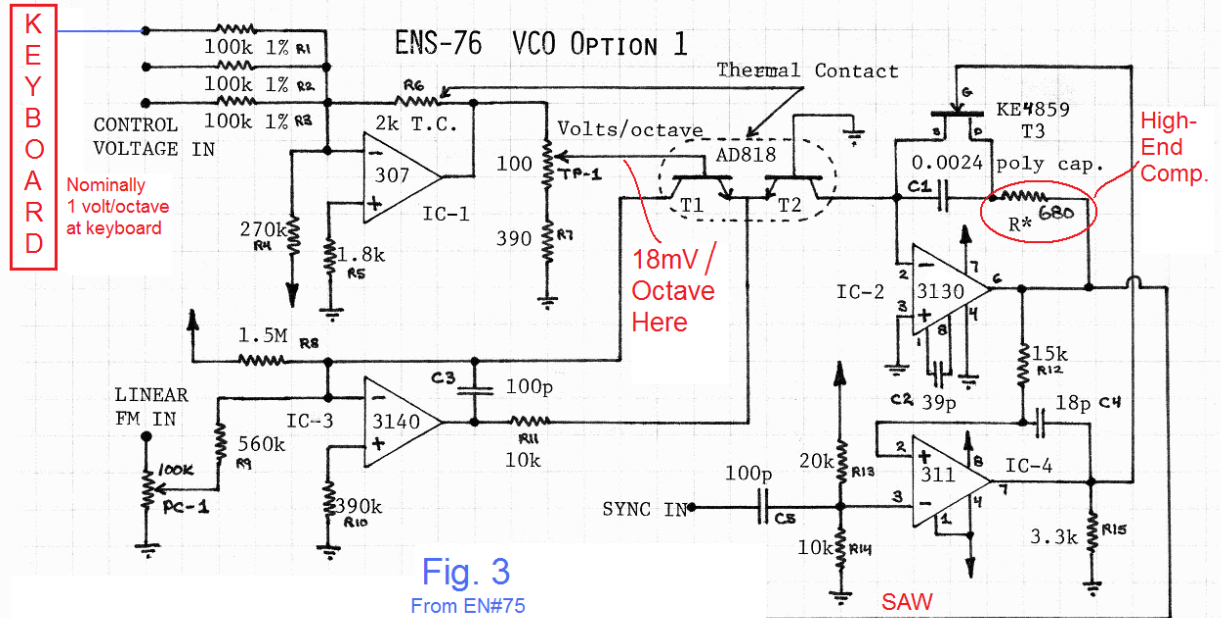 KEYBOARD
Nominally
1 volt/octave
at keyboard
100k 1% R1
100k 1% R2
100k 1% R3
CONTROL
VOLTAGE IN
ENS-76 VCO OPTION 1
Thermal Contact
R6
2k T.C.
307
IC-1
270k
R4
1.8k
R5
Volts/octave
100
TP-1
390
R7
AD818
T1
T2
18mV /
Octave
Here
G
S
D
KE4859
T3
0.0024 poly cap.
C1
680
R*
High-
End
Comp.
IC-2
2
3
3130
7
6
4
8
1
C2 39p
15k
R12
18p C4
1.5M R8
LINEAR
FM IN
100K
PC-1
560k
R9
IC-3
3140
C3
100p
R11
10k
390k
R10
SYNC IN
100p
C5
20k R13
10k R14
2
3
311
8
IC-4
7
4
1
3.3k
R15
SAW
Fig. 3
From EN#75